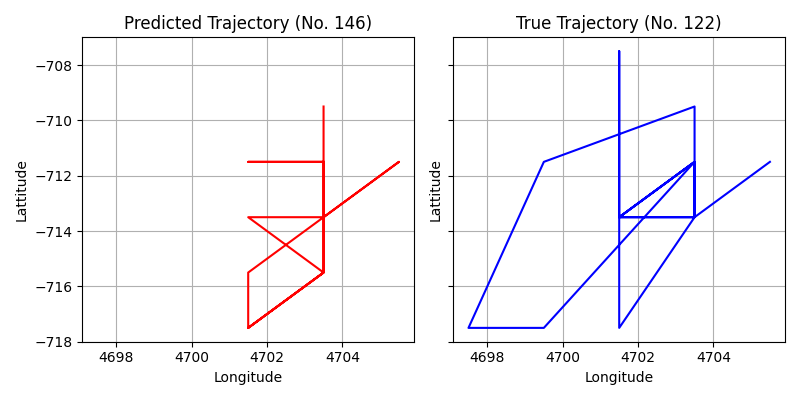 Predicted Trajectory (No. 146)
True Trajectory (No. 122)
−708
−710
−712
−714
−716
−718
Lattitude
Lattitude
4698 4700 4702 4704
4698 4700 4702 4704
Longitude
Longitude